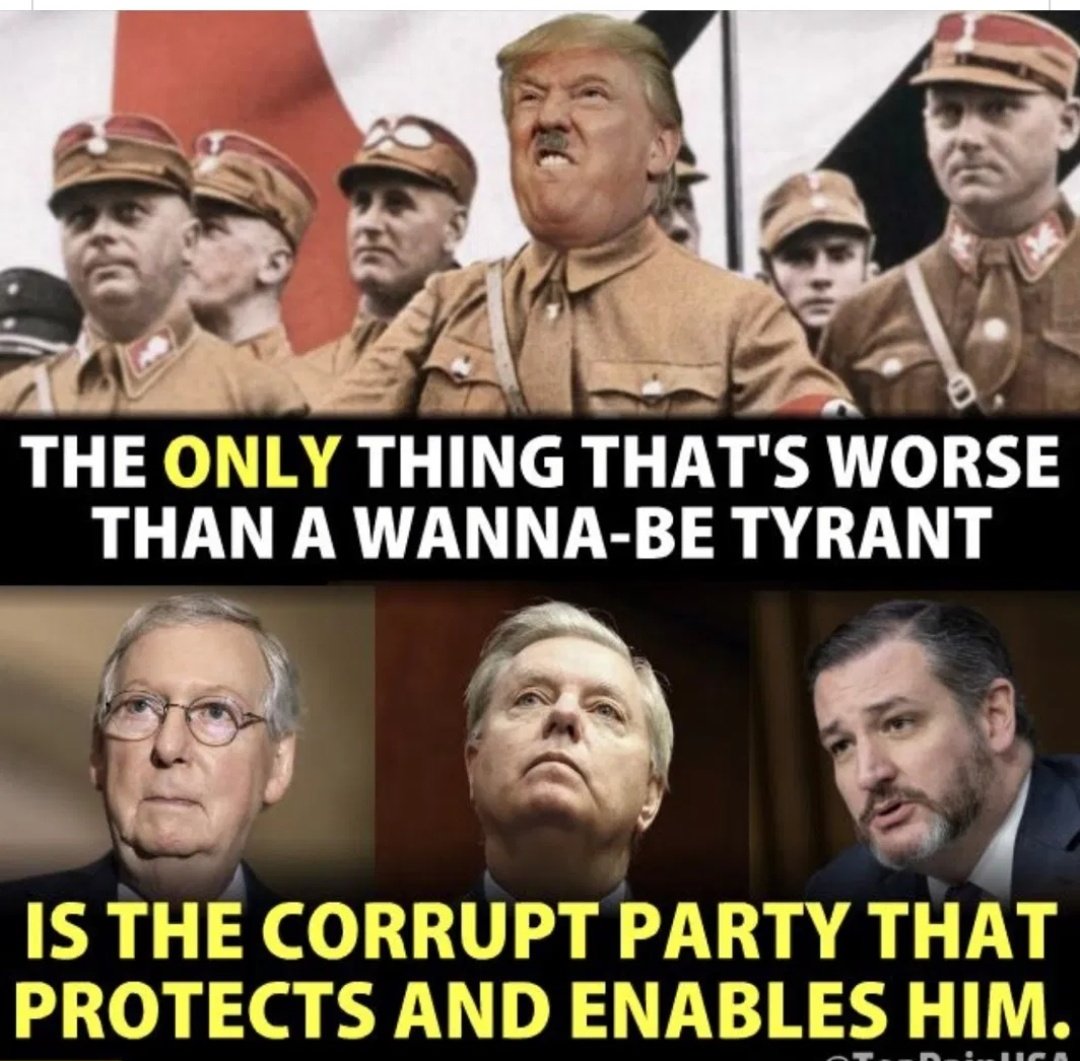 THE ONLY THING THAT'S WORSE
THAN A WANNA-BE TYRANT
IS THE CORRUPT PARTY THAT
PROTECTS AND ENABLES HIM.